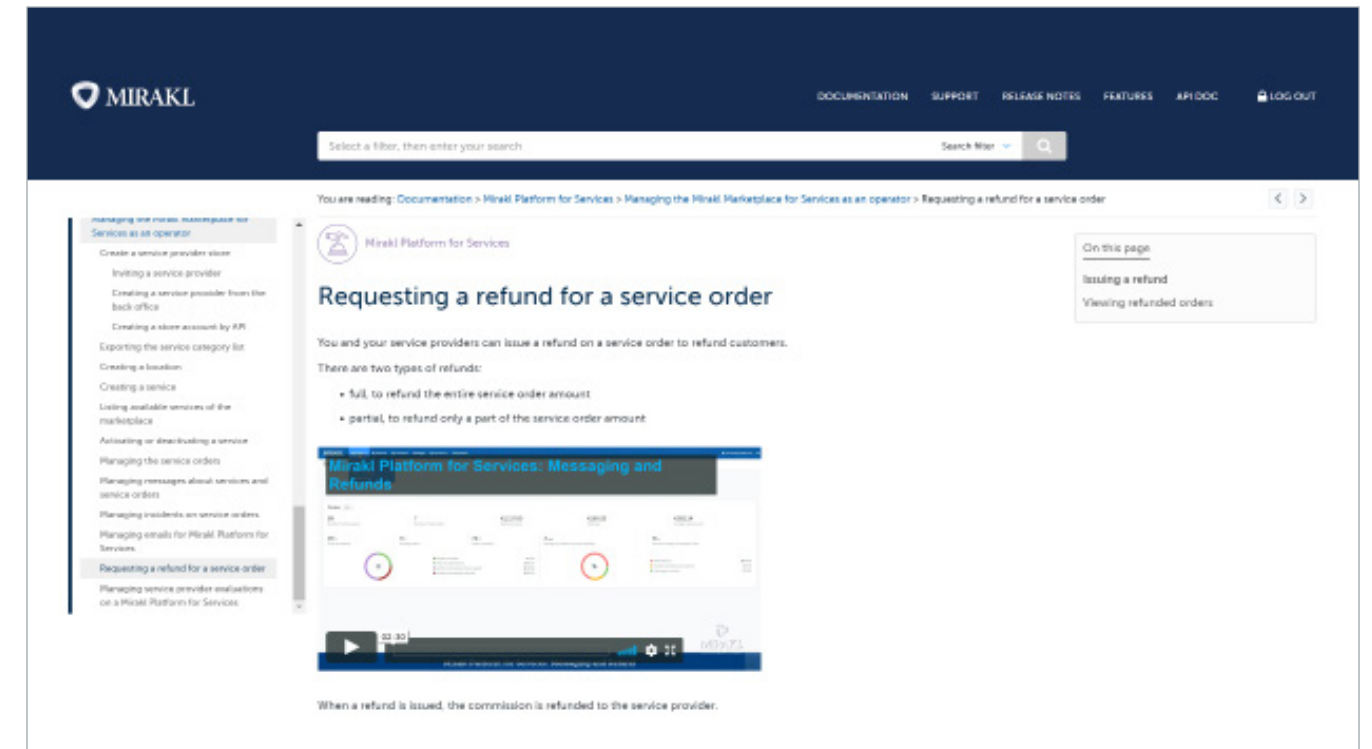 MIRAKL
DOCUMENTATION SUPPORT RELEASE NOTES FEATURES API DOC LOG OUT
Select a filter, then enter your search
Search filter
You are reading: Documentation > Mirakl Platform for Services > Managing the Mirakl Marketplace for Services as an operator > Requesting a refund for a service order
Managing the Mirakl Marketplace for
Services as an operator
Create a service provider store
Inviting a service provider
Creating a service provider from the
back office
Creating a store account by API
Exporting the service category list
Creating a location
Creating a service
Listing available services of the
marketplace
Activating or deactivating a service
Managing the service orders
Managing messages about services and
service orders
Managing incidents on service orders
Managing emails for Mirakl Platform for
Services
Requesting a refund for a service order
Managing service provider evaluations
on a Mirakl Platform for Services
Mirakl Platform for Services
Requesting a refund for a service order
You and your service providers can issue a refund on a service order to refund customers.
There are two types of refunds:
• full, to refund the entire service order amount
• partial, to refund only a part of the service order amount
Mirakl Platform for Services: Messaging and
Refunds
02:30
MIRAKL
When a refund is issued, the commission is refunded to the service provider.
On this page
Issuing a refund
Viewing refunded orders